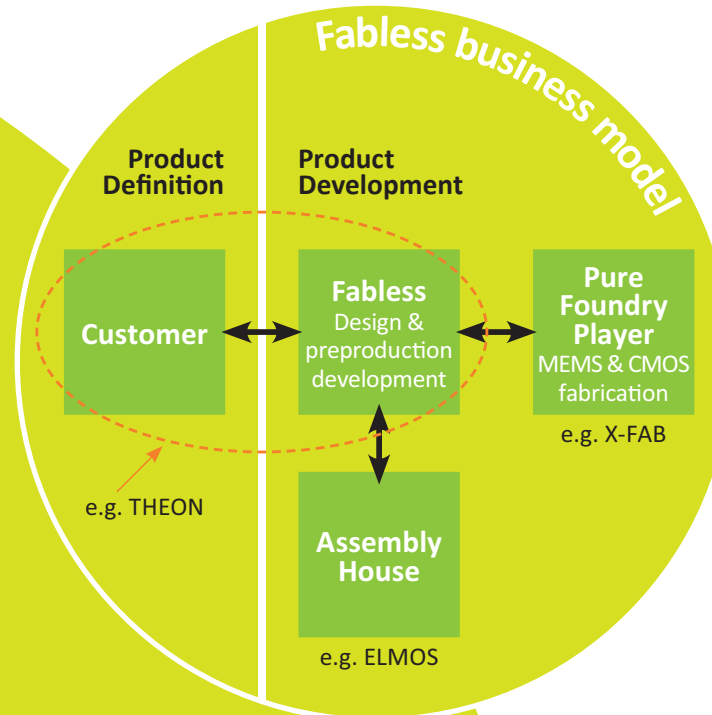 Fabless business model
Product
Definition
Product
Development
Customer
Fabless
Design &
preproduction
development
Pure
Foundry
Player
MEMS & CMOS
fabrication
e.g. X-FAB
e.g. THEON
Assembly
House
e.g. ELMOS